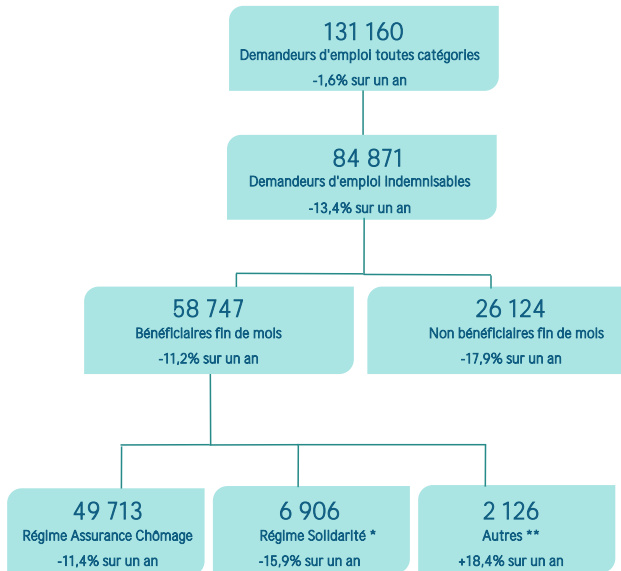 131 160
Demandeurs d'emploi toutes catégories
-1,6% sur un an
84 871
Demandeurs d'emploi indemnisables
-13,4% sur un an
58 747
Bénéficiaires fin de mois
-11,2% sur un an
26 124
Non bénéficiaires fin de mois
-17,9% sur un an
49 713
Régime Assurance Chômage
-11,4% sur un an
6 906
Régime Solidarité *
-15,9% sur un an
2 126
Autres **
+18,4% sur un an